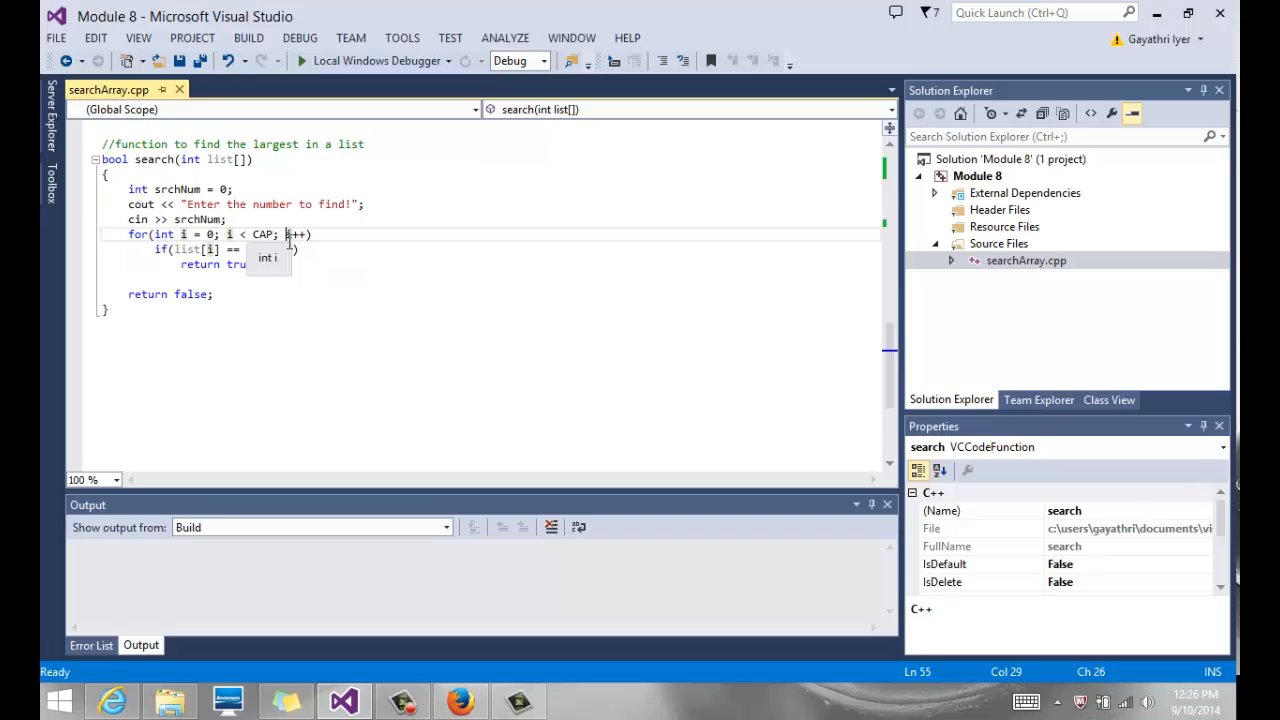 Module 8 - Microsoft Visual Studio
7
Quick Launch (Ctrl+Q)
FILE EDIT VIEW PROJECT BUILD DEBUG TEAM TOOLS TEST ANALYZE WINDOW HELP
Gayathri Iyer
Local Windows Debugger
Debug
Server Explorer
Toolbox
searchArray.cpp
(Global Scope)
search(int list[])
//function to find the largest in a list
bool search(int list[])
{
int srchNum = 0;
cout << "Enter the number to find!";
cin >> srchNum;
for(int i = 0; i < CAP; i++)
if(list[i] == )
return tru
int i
return false;
}
100 %
Output
Show output from: Build
Error List Output
Solution Explorer
Search Solution Explorer (Ctrl+;)
Solution 'Module 8' (1 project)
Module 8
External Dependencies
Header Files
Resource Files
Source Files
searchArray.cpp
Solution Explorer Team Explorer Class View
Properties
search VCCodeFunction
C++
(Name) search
File c:\users\gayathri\documents\vi
FullName search
IsDefault False
IsDelete False
C++
Ready
Ln 55 Col 29 Ch 26 INS
12:26 PM
9/10/2014